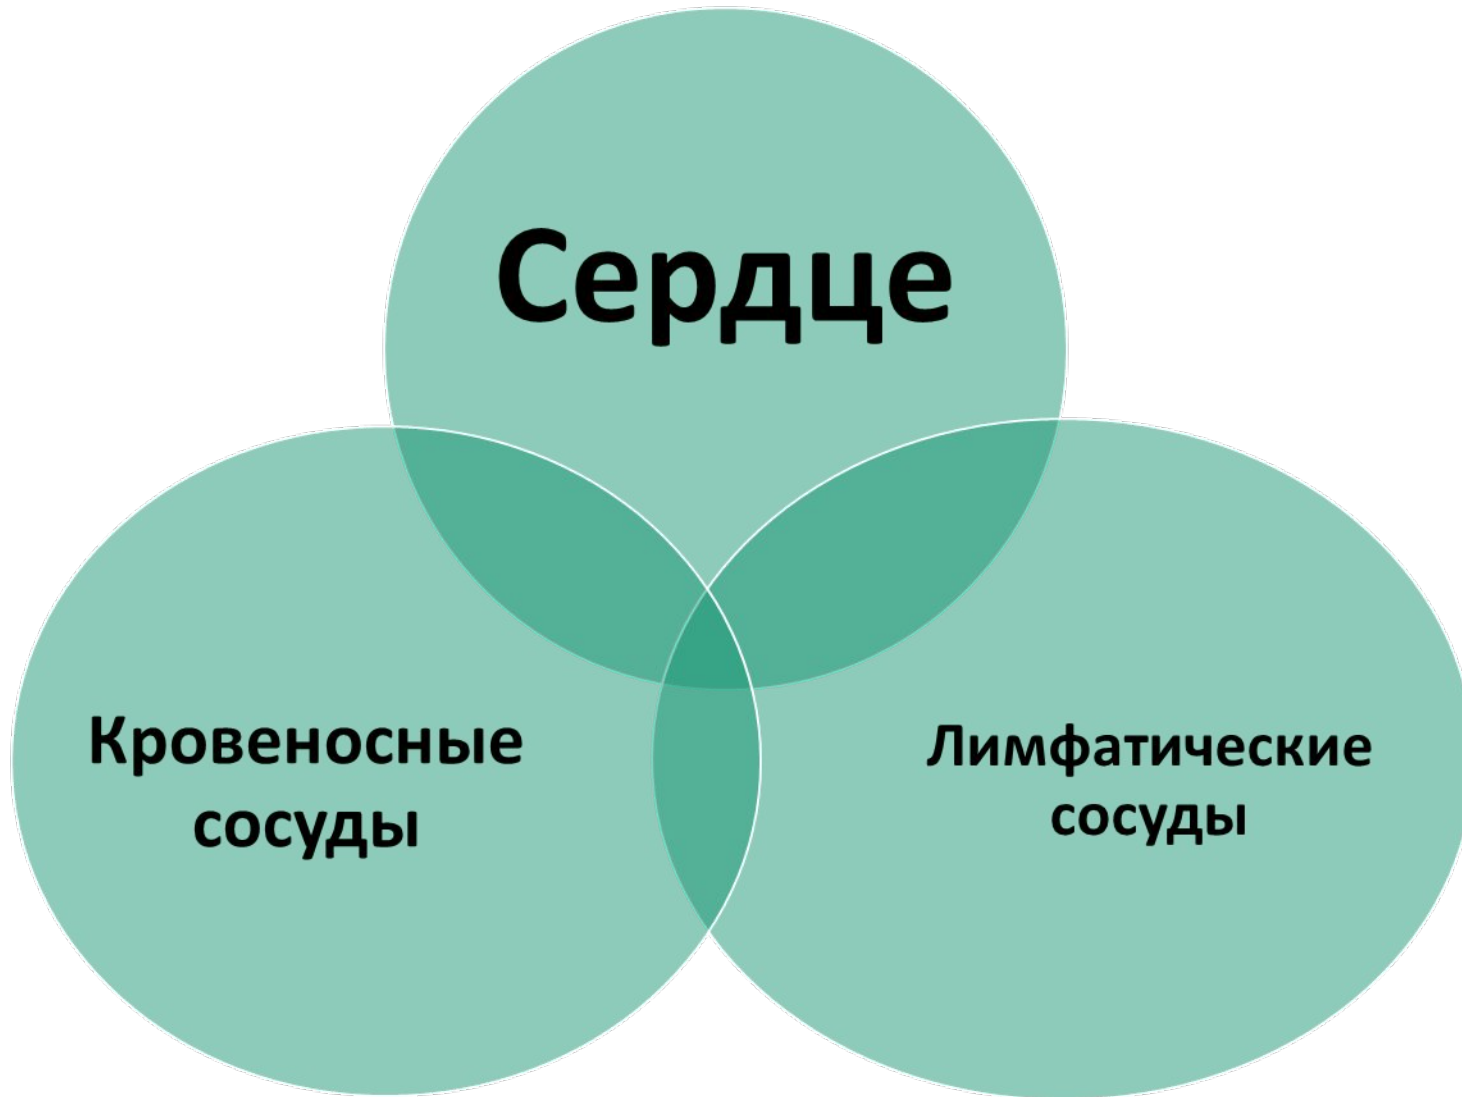 Сердце
Кровеносные
сосуды
Лимфатические
сосуды